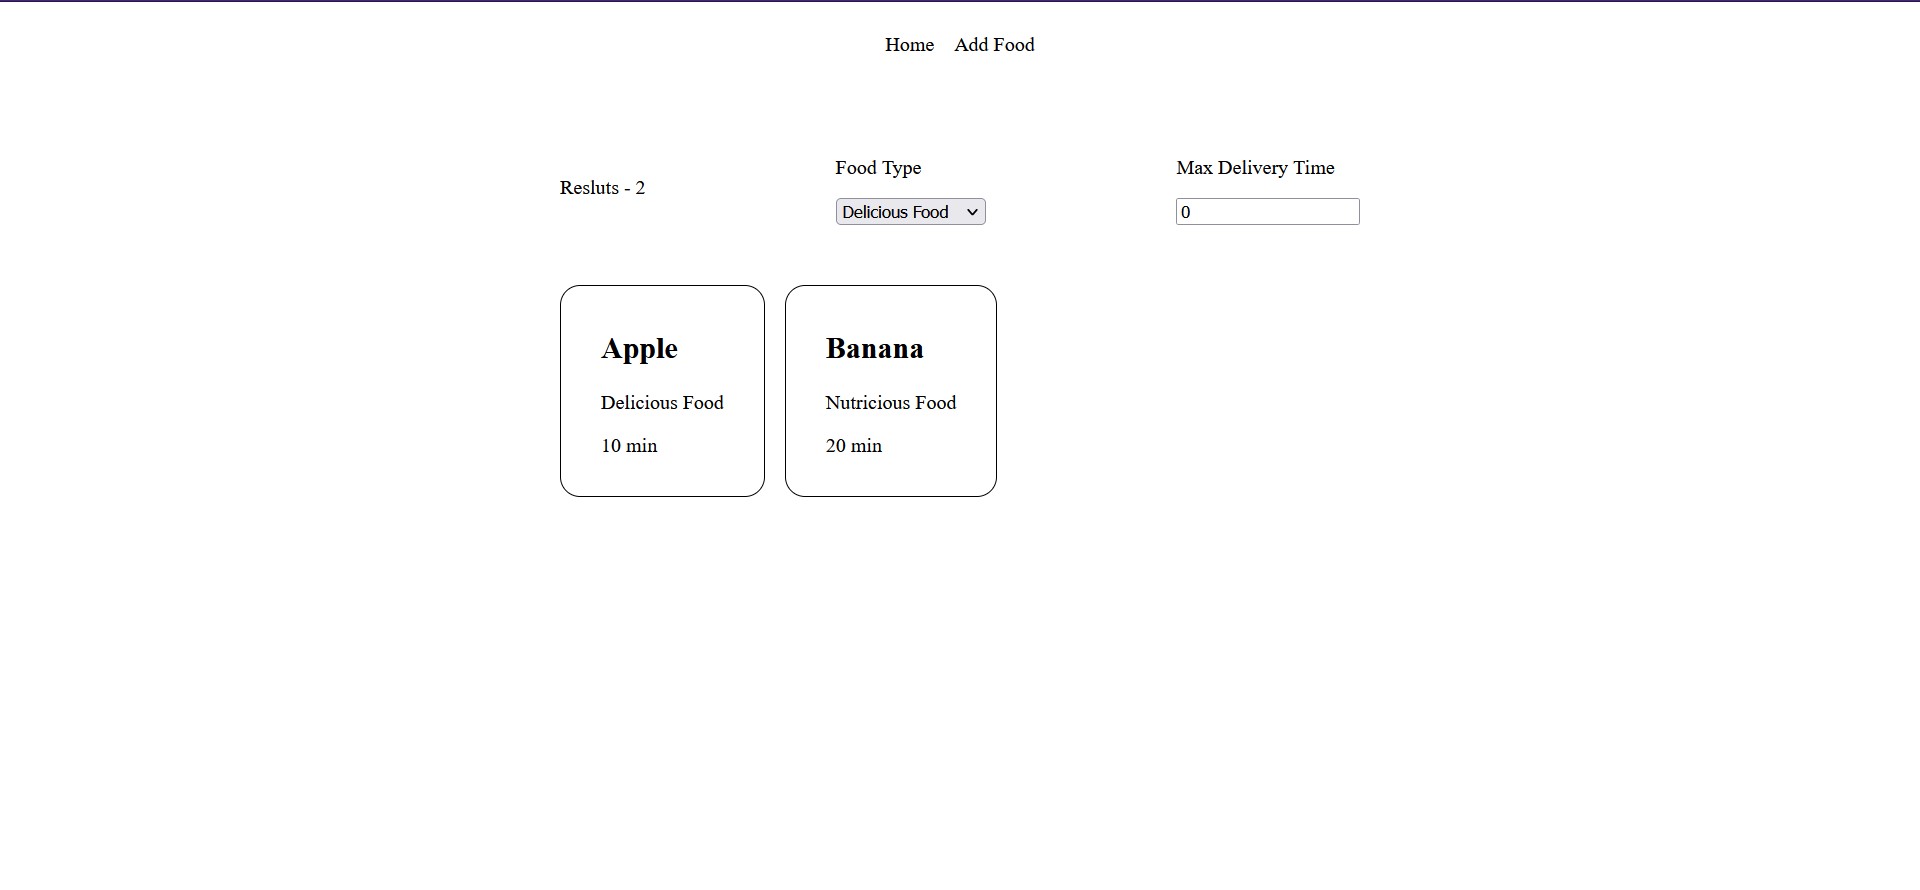 Home Add Food
Food Type
Max Delivery Time
Resluts - 2
Delicious Food
0
Apple
Delicious Food
10 min
Banana
Nutricious Food
20 min